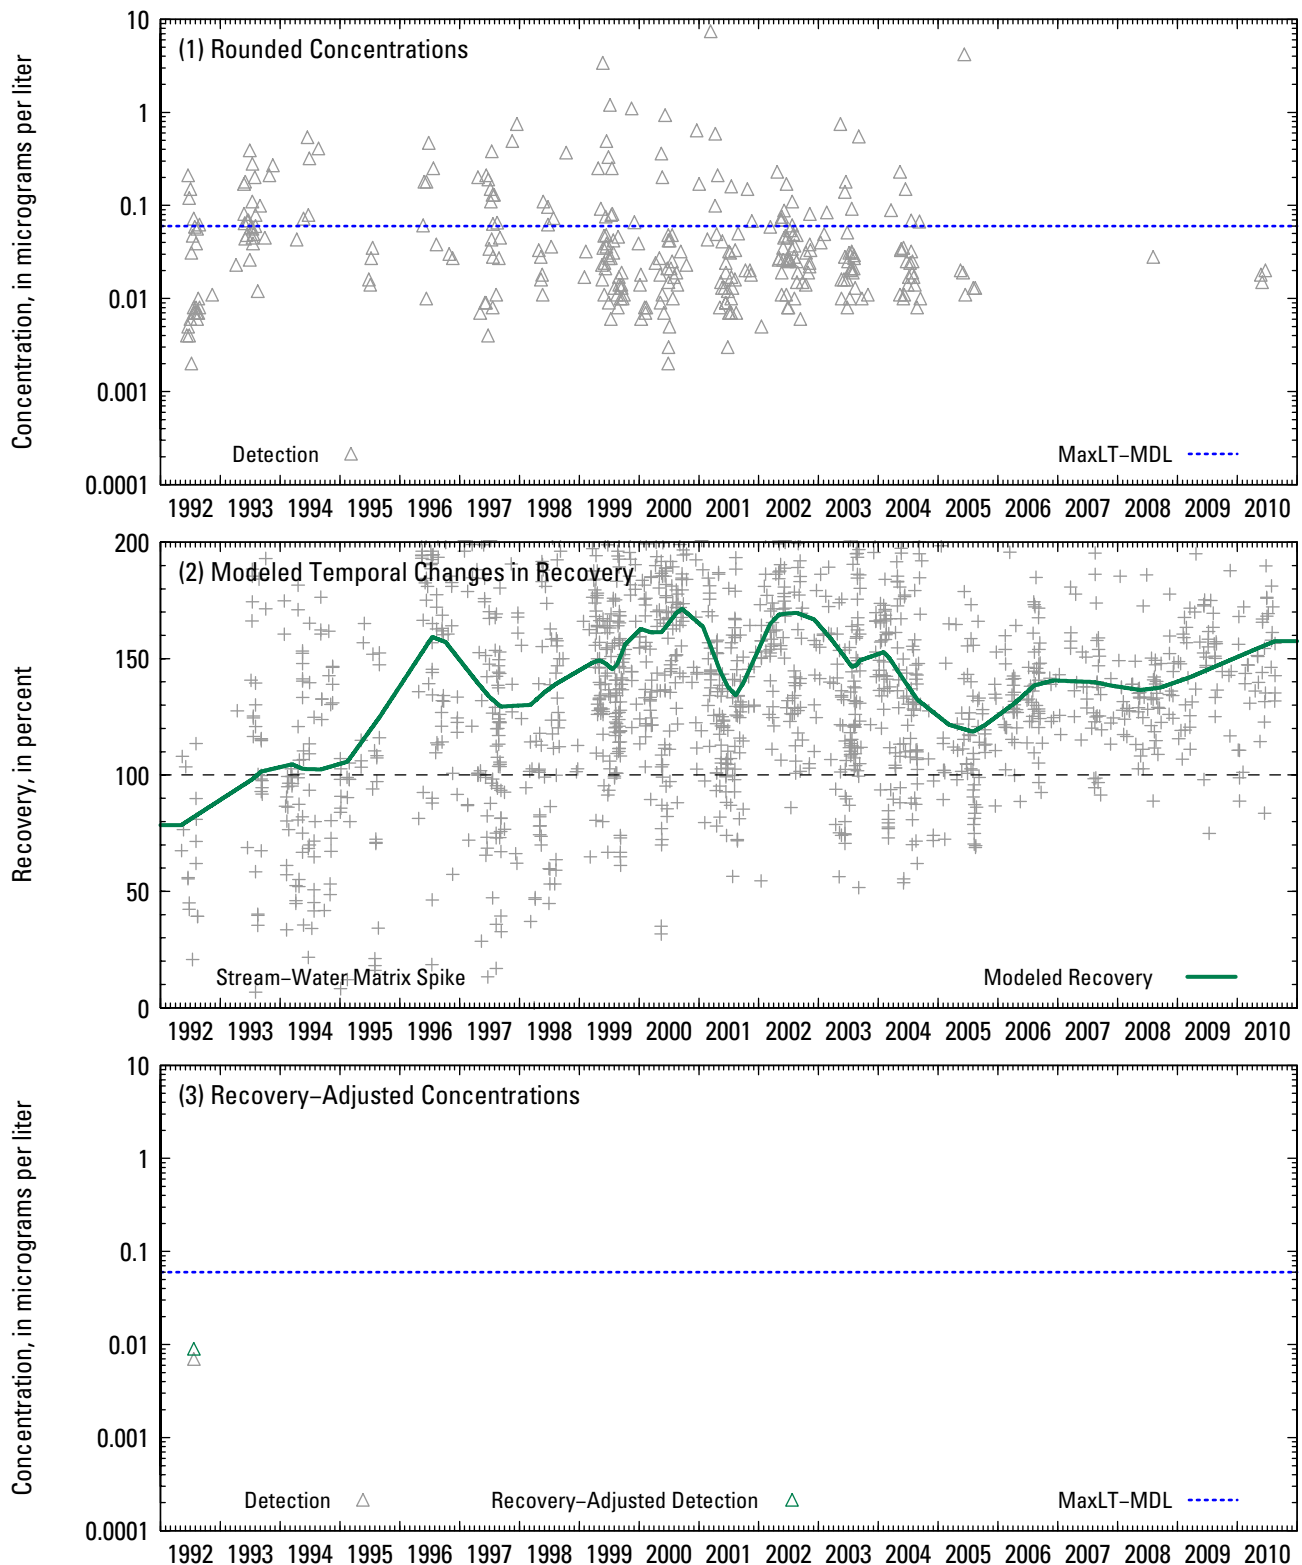 (1) Rounded Concentrations
Concentration, in micrograms per liter
10
1
0.1
0.01
0.001
0.0001
Detection
MaxLT–MDL
1992 1993 1994 1995 1996 1997 1998 1999 2000 2001 2002 2003 2004 2005 2006 2007 2008 2009 2010
(2) Modeled Temporal Changes in Recovery
Recovery, in percent
200
150
100
50
0
Stream–Water Matrix Spike
Modeled Recovery
1992 1993 1994 1995 1996 1997 1998 1999 2000 2001 2002 2003 2004 2005 2006 2007 2008 2009 2010
(3) Recovery–Adjusted Concentrations
Concentration, in micrograms per liter
10
1
0.1
0.01
0.001
0.0001
Detection
Recovery–Adjusted Detection
MaxLT–MDL
1992 1993 1994 1995 1996 1997 1998 1999 2000 2001 2002 2003 2004 2005 2006 2007 2008 2009 2010